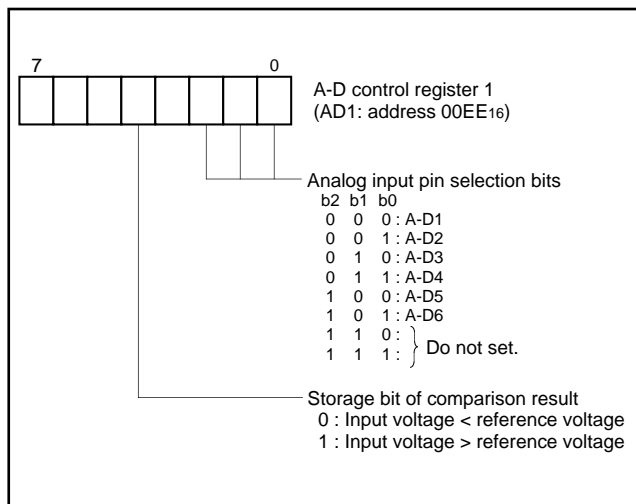 7 0
A-D control register 1
(AD1: address 00EE16)
Analog input pin selection bits
b2 b1 b0
0 0 0 : A-D1
0 0 1 : A-D2
0 1 0 : A-D3
0 1 1 : A-D4
1 0 0 : A-D5
1 0 1 : A-D6
1 1 0 :
1 1 1 :
Do not set.
Storage bit of comparison result
0 : Input voltage < reference voltage
1 : Input voltage > reference voltage